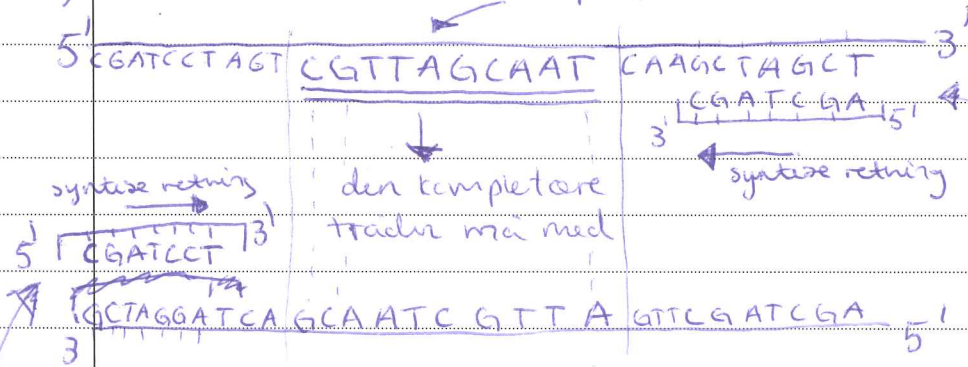 5' CGATCCTAGT CGTTAGCAAT CAAGCTAGCT 3'
CGATCGA
3' 5'
syntese retning
syntese retning den kompletære
tråden må med
5' CGATCCT 3'
GCTAGGATCA GCAATCGTTA GTTCGATCGA
3 5'